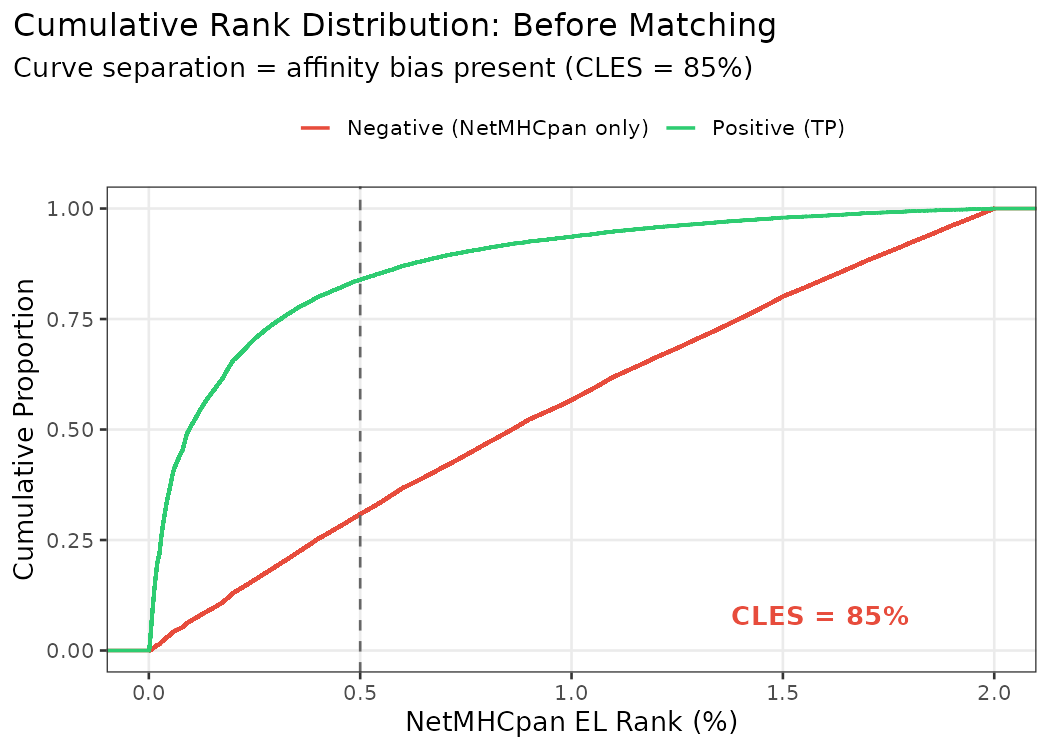 Cumulative Rank Distribution: Before Matching
Curve separation = affinity bias present (CLES = 85%)
Negative (NetMHCpan only) Positive (TP)
Cumulative Proportion
1.00
0.75
0.50
0.25
0.00
CLES = 85%
0.0 0.5 1.0 1.5 2.0
NetMHCpan EL Rank (%)